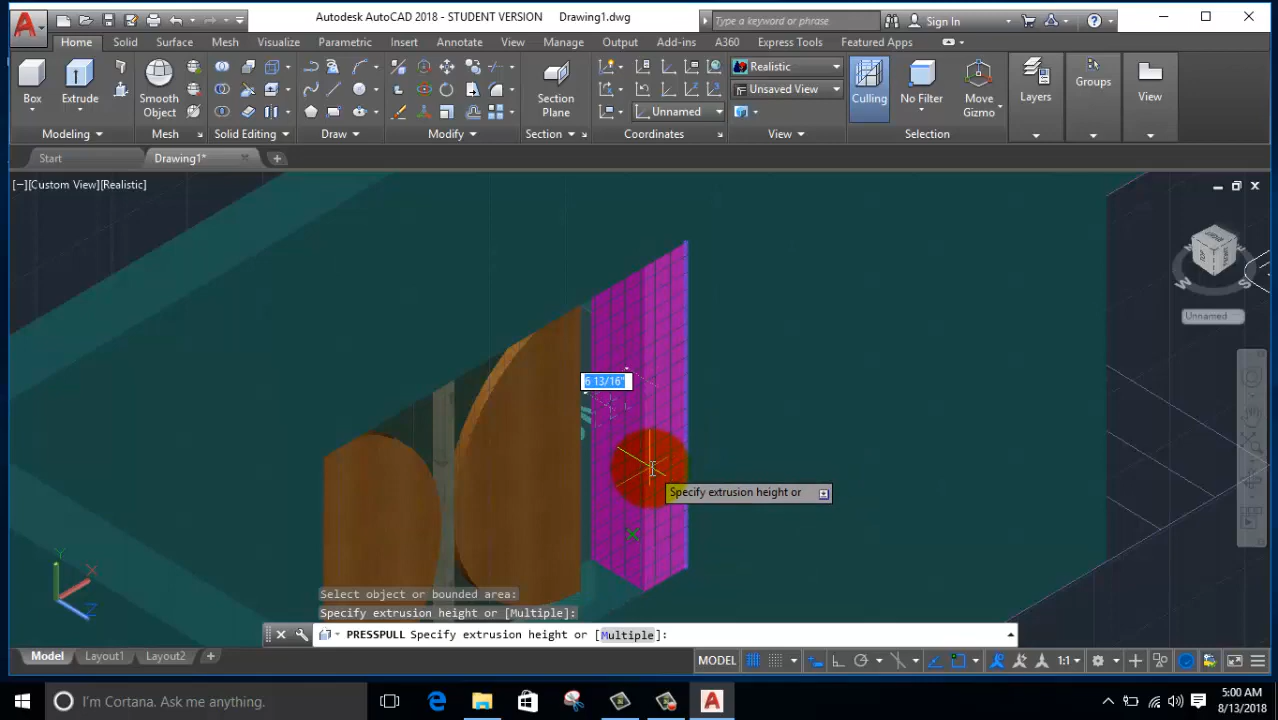 Autodesk AutoCAD 2018 - STUDENT VERSION Drawing1.dwg
Type a keyword or phrase
Sign In
Home Solid Surface Mesh Visualize Parametric Insert Annotate View Manage Output Add-ins A360 Express Tools Featured Apps
Box
Extrude
Smooth
Object
Section
Plane
Unnamed
Realistic
Unsaved View
Culling
No Filter
Move
Gizmo
Layers
Groups
View
Modeling Mesh Solid Editing Draw Modify Section Coordinates View Selection
Start
Drawing1*
[−][Custom View][Realistic]
TOP
W
S
Unnamed
6 13/16"
Specify extrusion height or
Y
X
Z
Select object or bounded area:
Specify extrusion height or [Multiple]:
PRESSPULL Specify extrusion height or [Multiple]:
Model Layout1 Layout2
MODEL
1:1
I'm Cortana. Ask me anything.
5:00 AM
8/13/2018